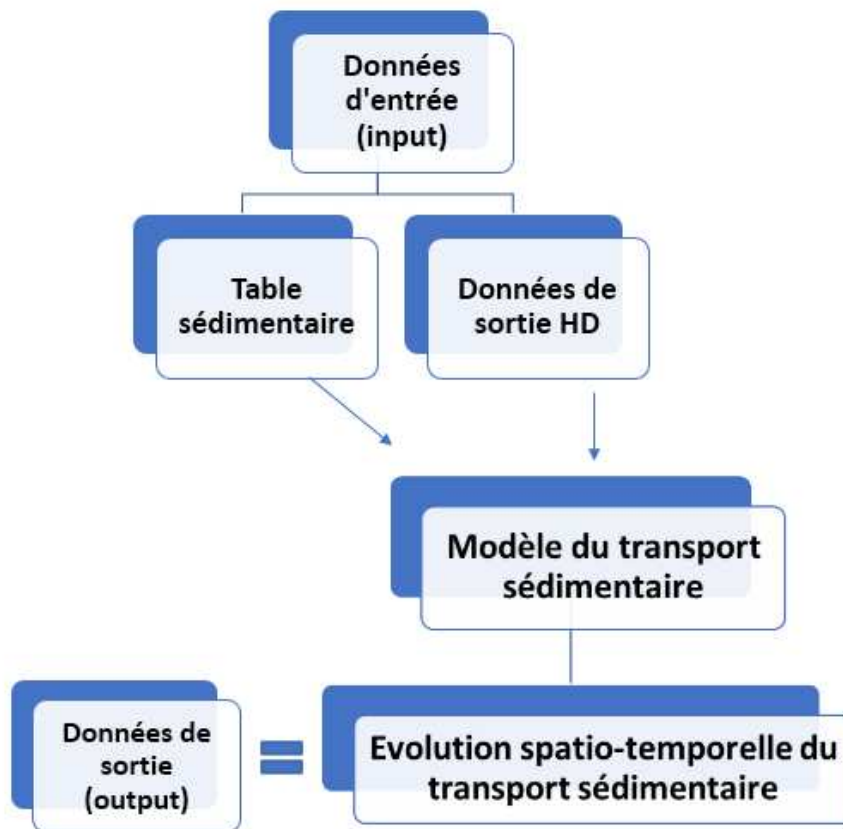 Données
d'entrée
(input)
Table
sédimentaire
Données de
sortie HD
Modèle du transport
sédimentaire
Données de
sortie
(output)
=
Evolution spatio-temporelle du
transport sédimentaire